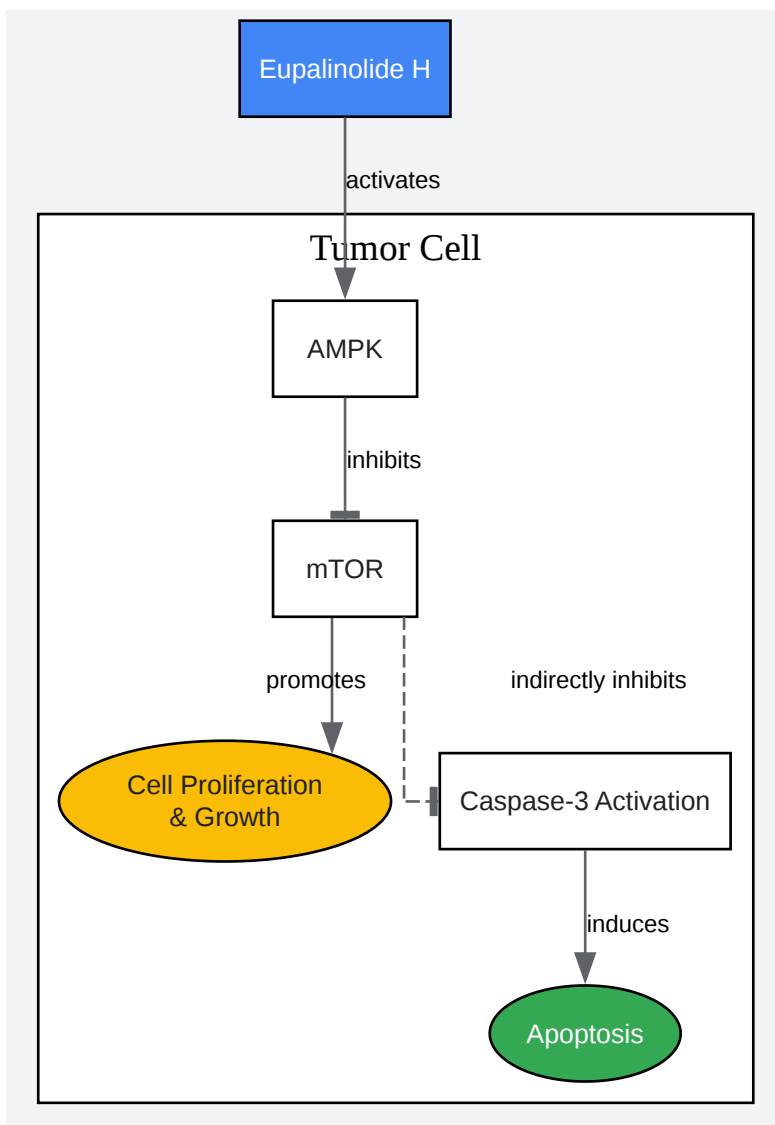 Eupalinolide H
activates
Tumor Cell
AMPK
inhibits
mTOR
promotes
indirectly inhibits
Cell Proliferation
& Growth
Caspase-3 Activation
induces
Apoptosis